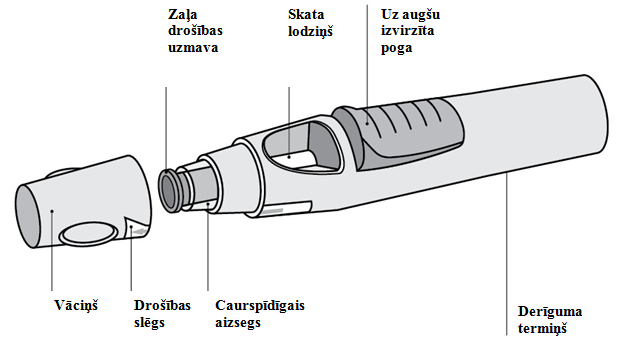 Zaļa
drošības
uzmava
Skata
lodziņš
Uz augšu
izvirzīta
poga
Vāciņš
Drošības
slēgs
Caurspīdīgais
aizsegs
Derīguma
termiņš